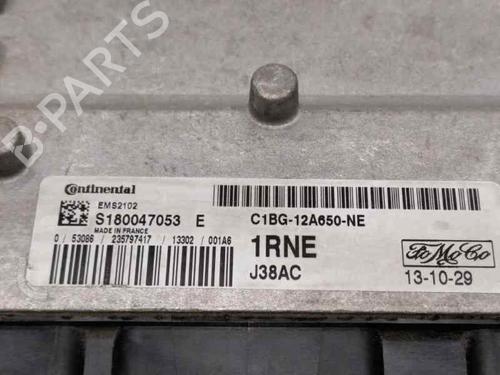 Continental
EMS2102
S180047053 E
MADE IN FRANCE
0 / 53086 / 235797417 / 13302 / 001A6
C1BG-12A650-NE
1RNE
J38AC
FoMoCo
13-10-29